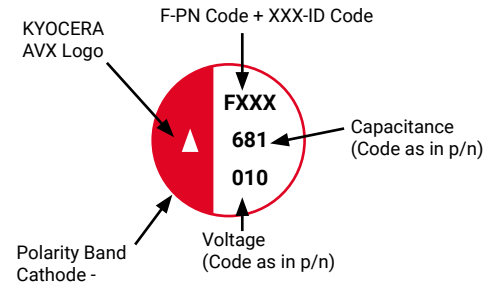 F-PN Code + XXX-ID Code
KYOCERA
AVX Logo
FXXX
681
010
Capacitance
(Code as in p/n)
Voltage
(Code as in p/n)
Polarity Band
Cathode -